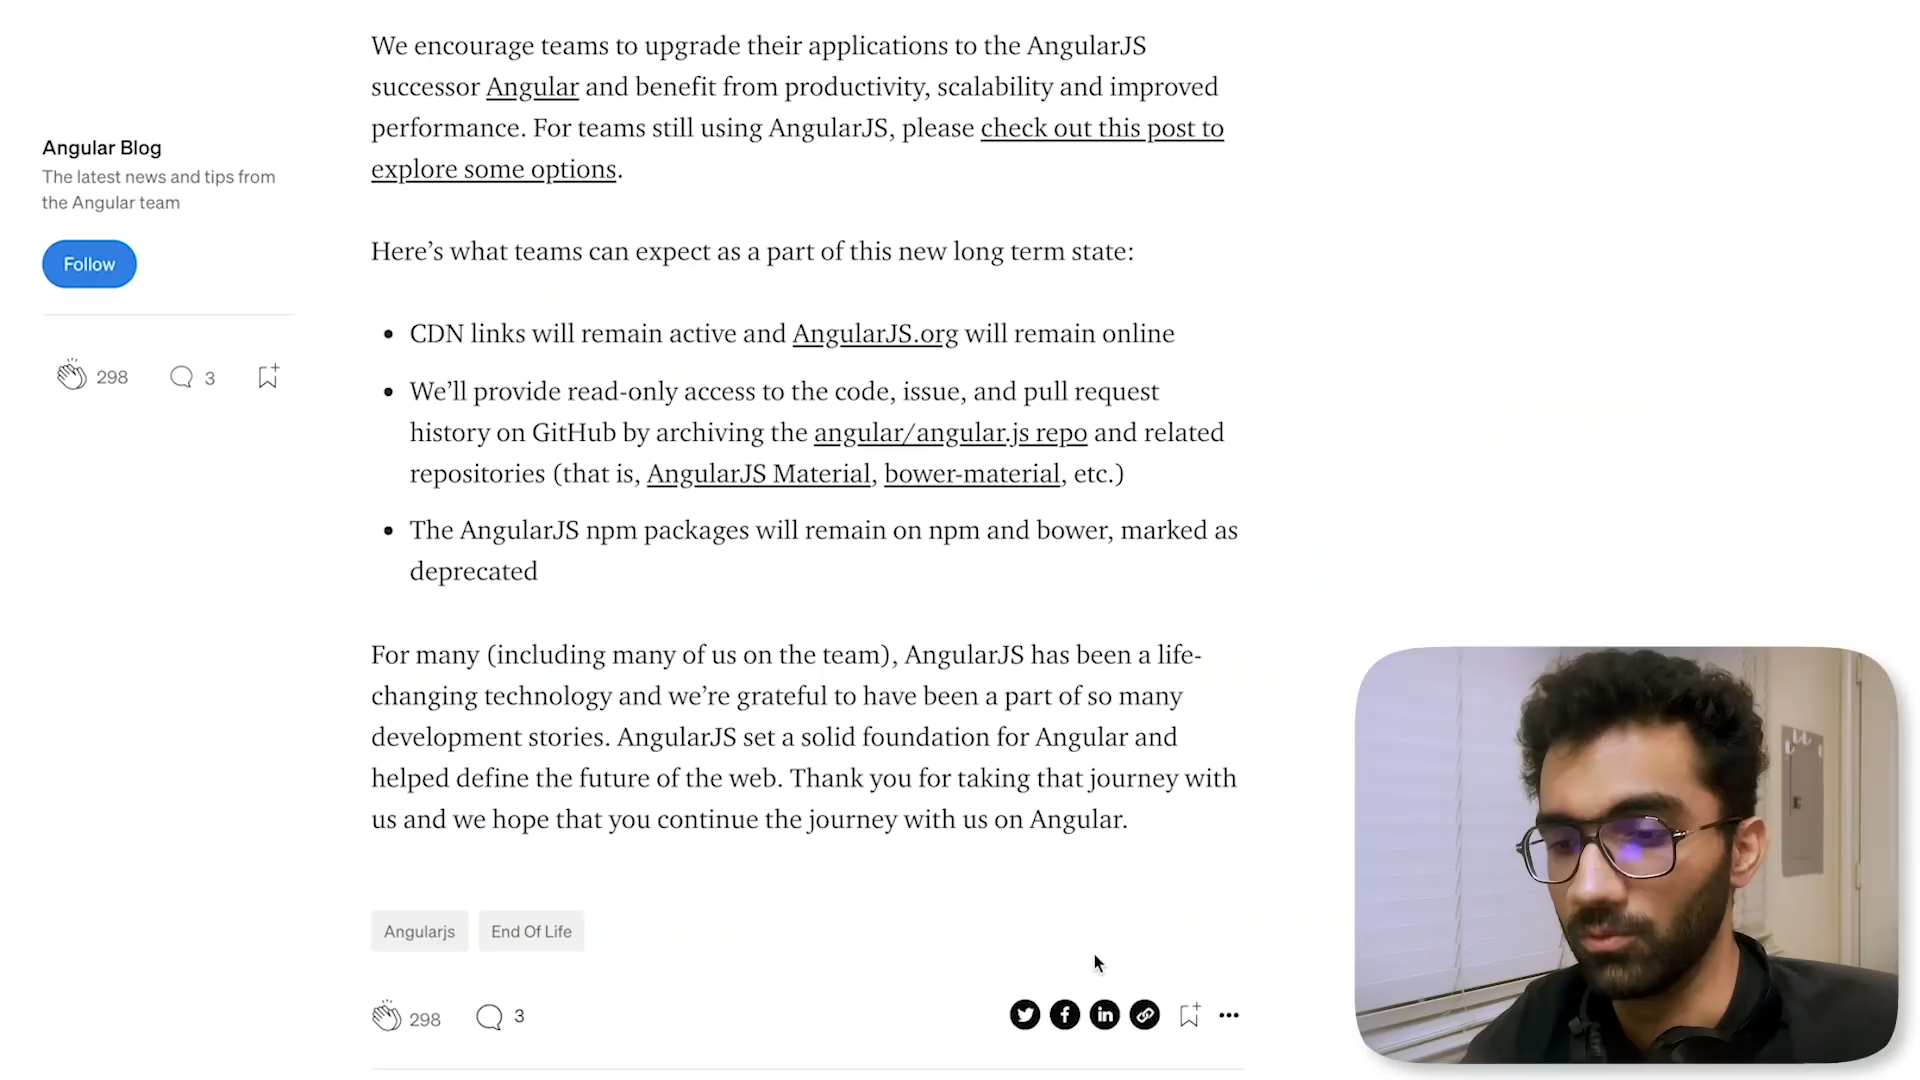 We encourage teams to upgrade their applications to the AngularJS
successor Angular and benefit from productivity, scalability and improved
performance. For teams still using AngularJS, please check out this post to
explore some options.
Angular Blog
The latest news and tips from
the Angular team
Follow
298
3
Here’s what teams can expect as a part of this new long term state:
• CDN links will remain active and AngularJS.org will remain online
• We’ll provide read-only access to the code, issue, and pull request
history on GitHub by archiving the angular/angular.js repo and related
repositories (that is, AngularJS Material, bower-material, etc.)
• The AngularJS npm packages will remain on npm and bower, marked as
deprecated
For many (including many of us on the team), AngularJS has been a life-
changing technology and we’re grateful to have been a part of so many
development stories. AngularJS set a solid foundation for Angular and
helped define the future of the web. Thank you for taking that journey with
us and we hope that you continue the journey with us on Angular.
Angularjs
End Of Life
298
3